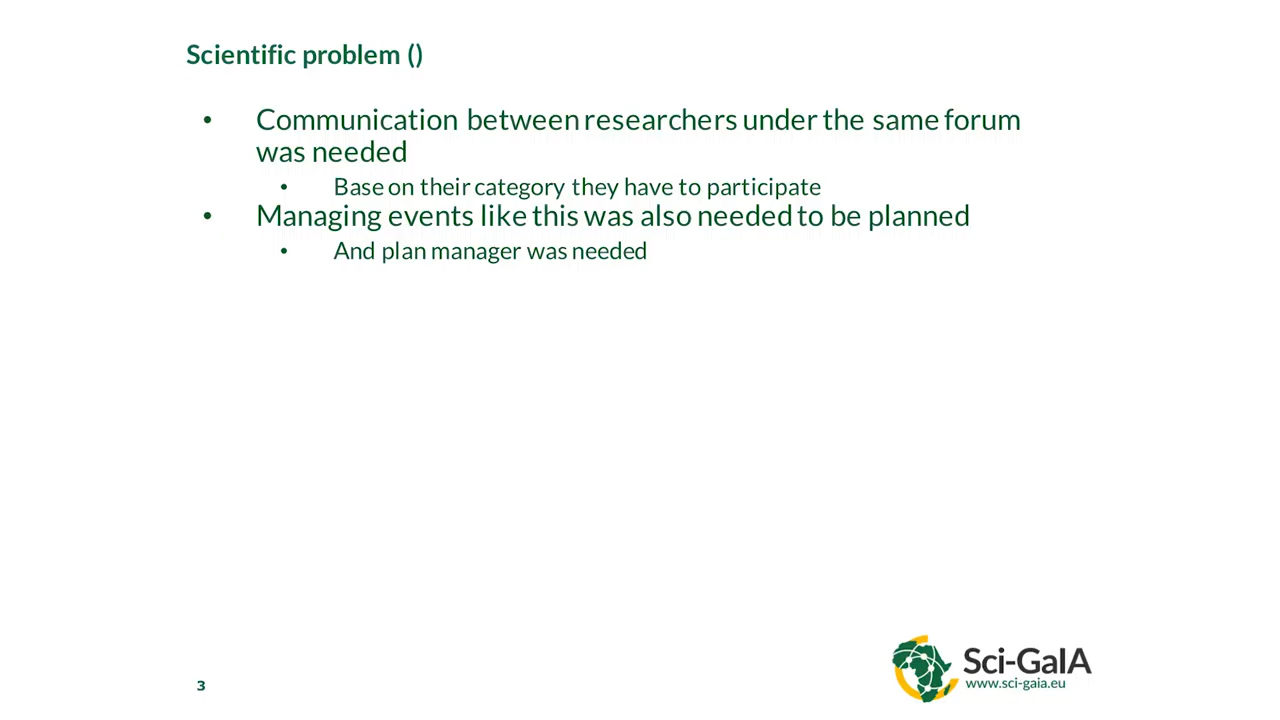 Scientific problem ()
• Communication between researchers under the same forum
was needed
• Base on their category they have to participate
• Managing events like this was also needed to be planned
• And plan manager was needed
3
Sci-GaIA
www.sci-gaia.eu